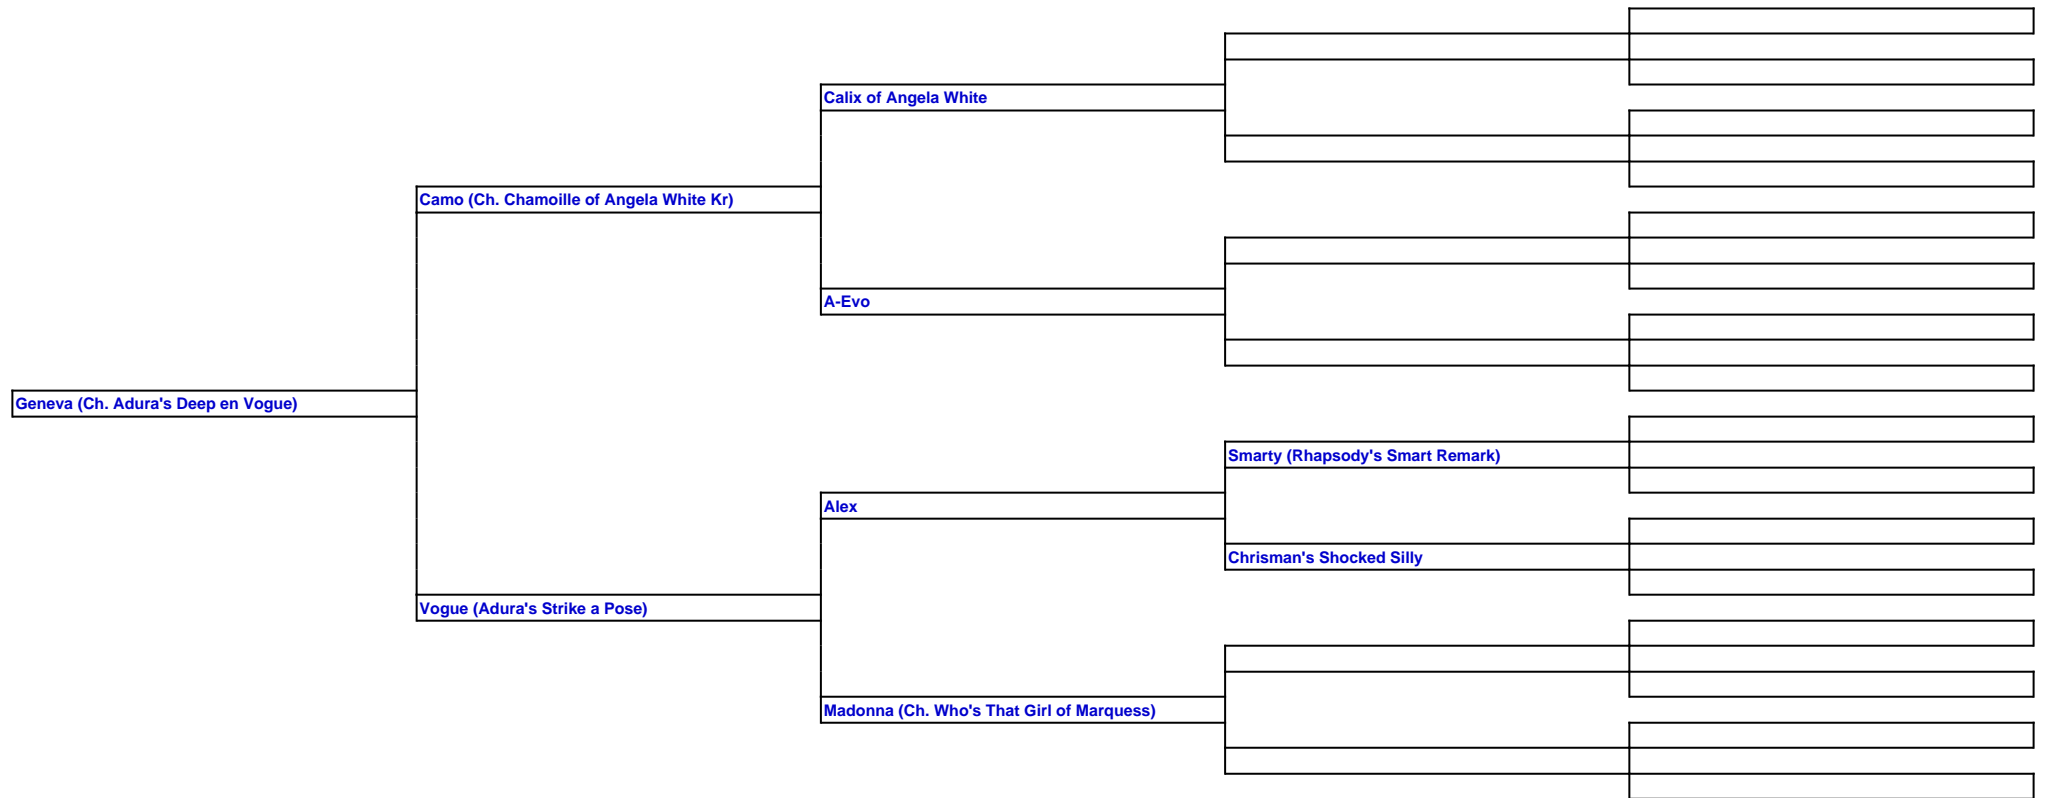 Calix of Angela White
Camo (Ch. Chamoille of Angela White Kr)
A-Evo
Geneva (Ch. Adura's Deep en Vogue)
Smarty (Rhapsody's Smart Remark)
Alex
Chrisman's Shocked Silly
Vogue (Adura's Strike a Pose)
Madonna (Ch. Who's That Girl of Marquess)